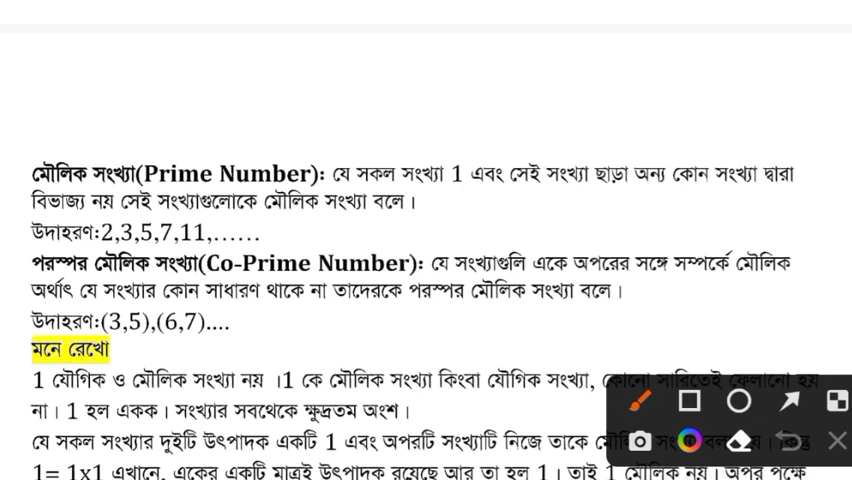 মৌলিক সংখ্যা(Prime Number): যে সকল সংখ্যা 1 এবং সেই সংখ্যা ছাড়া অন্য কোন সংখ্যা দ্বারা
বিভাজ্য নয় সেই সংখ্যাগুলোকে মৌলিক সংখ্যা বলে।
উদাহরণ:2,3,5,7,11,……
পরস্পর মৌলিক সংখ্যা(Co-Prime Number): যে সংখ্যাগুলি একে অপরের সঙ্গে সম্পর্কে মৌলিক
অর্থাৎ যে সংখ্যার কোন সাধারণ থাকে না তাদেরকে পরস্পর মৌলিক সংখ্যা বলে।
উদাহরণ:(3,5),(6,7)....
মনে রেখো
1 যৌগিক ও মৌলিক সংখ্যা নয় ।1 কে মৌলিক সংখ্যা কিংবা যৌগিক সংখ্যা, কোনো সারিতেই ফেলানো হয়
না। 1 হল একক। সংখ্যার সবথেকে ক্ষুদ্রতম অংশ।
যে সকল সংখ্যার দুইটি উৎপাদক একটি 1 এবং অপরটি সংখ্যাটি নিজে তাকে
1= 1x1 এখানে, একের একটি মাত্রই উৎপাদক রয়েছে আর তা হল 1। তাই 1 মৌলিক নয়। অপর পক্ষে